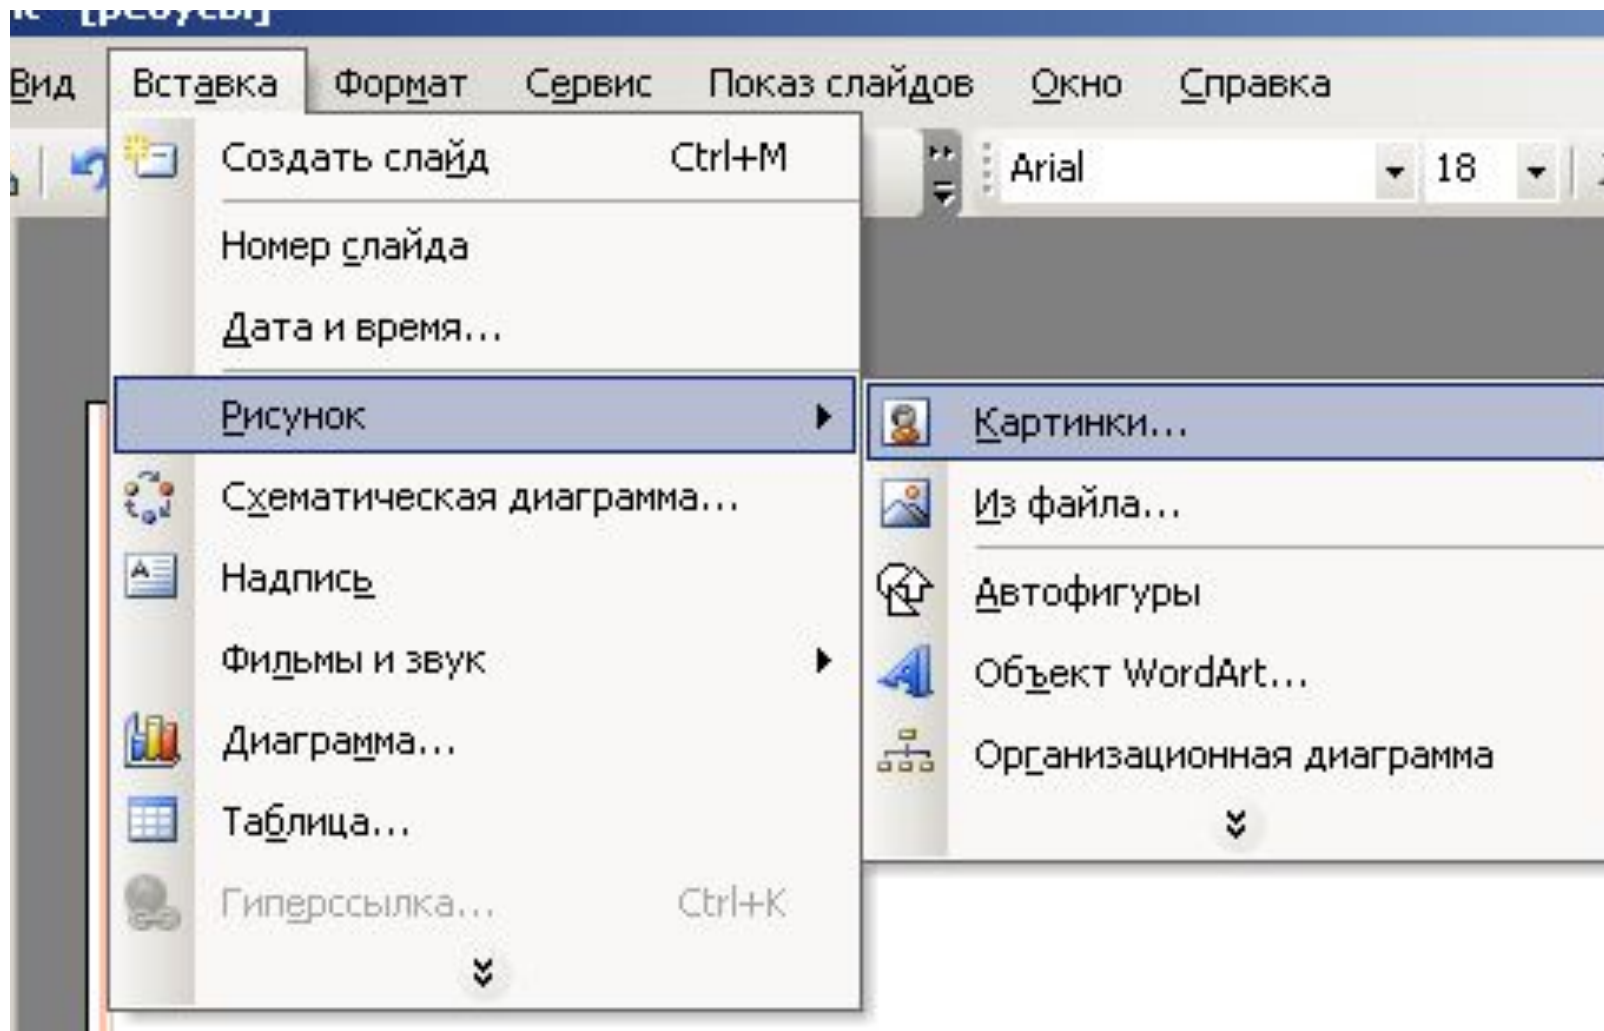 [ребусы]
Вид Вставка Формат Сервис Показ слайдов Окно Справка
Arial 18
Создать слайд Ctrl+M
Номер слайда
Дата и время...
Рисунок
Схематическая диаграмма...
Надпись
Фильмы и звук
Диаграмма...
Таблица...
Гиперссылка... Ctrl+K
Картинки...
Из файла...
Автофигуры
Объект WordArt...
Организационная диаграмма